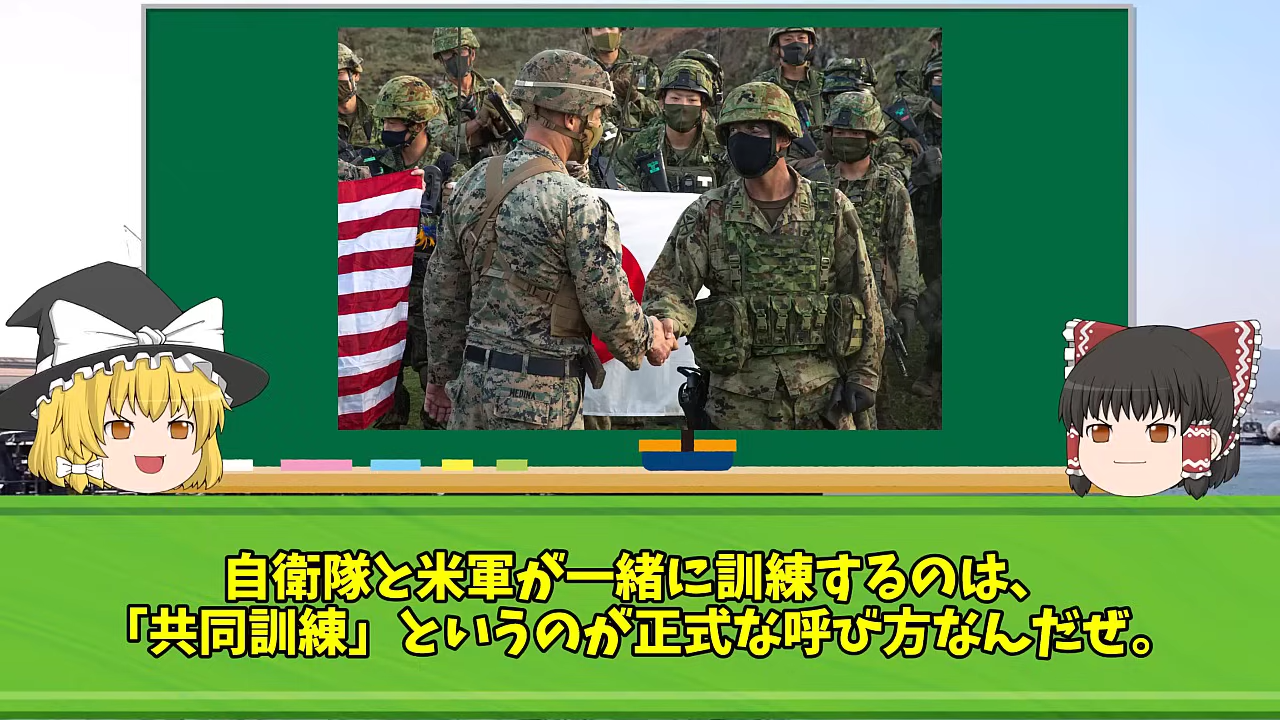 MEDINA
自衛隊と米軍が一緒に訓練するのは、
「共同訓練」というのが正式な呼び方なんだぜ。